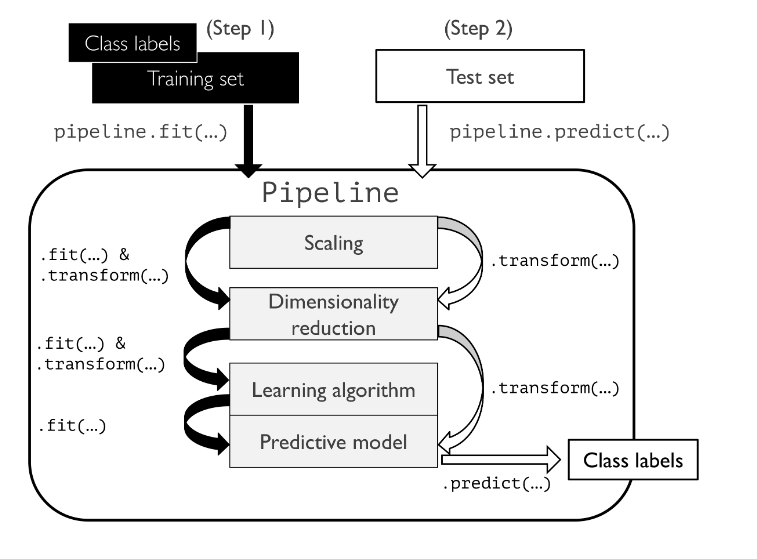 (Step 1)
(Step 2)
Class labels
Training set
Test set
pipeline.fit(…)
pipeline.predict(…)
Pipeline
Scaling
.fit(…) &
.transform(…)
.transform(…)
Dimensionality
reduction
.fit(…) &
.transform(…)
Learning algorithm
.transform(…)
.fit(…)
Predictive model
Class labels
.predict(…)